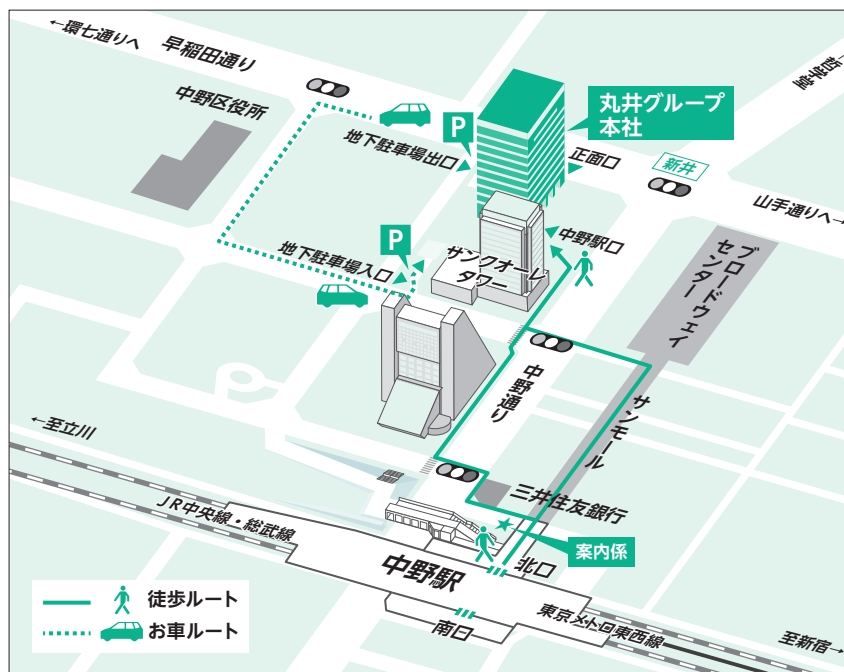 ←環七通りへ
早稲田通り
哲学堂
中野区役所
P
丸井グループ
本社
地下駐車場出口
正面口
新井
山手通りへ→
P
中野駅口
地下駐車場入口
サンクオーレ
タワー
ブロードウェイ
センター
中野通り
サンモール
←至立川
三井住友銀行
JR中央線・総武線
案内係
北口
中野駅
徒歩ルート
東京メトロ東西線
お車ルート
南口
至新宿→